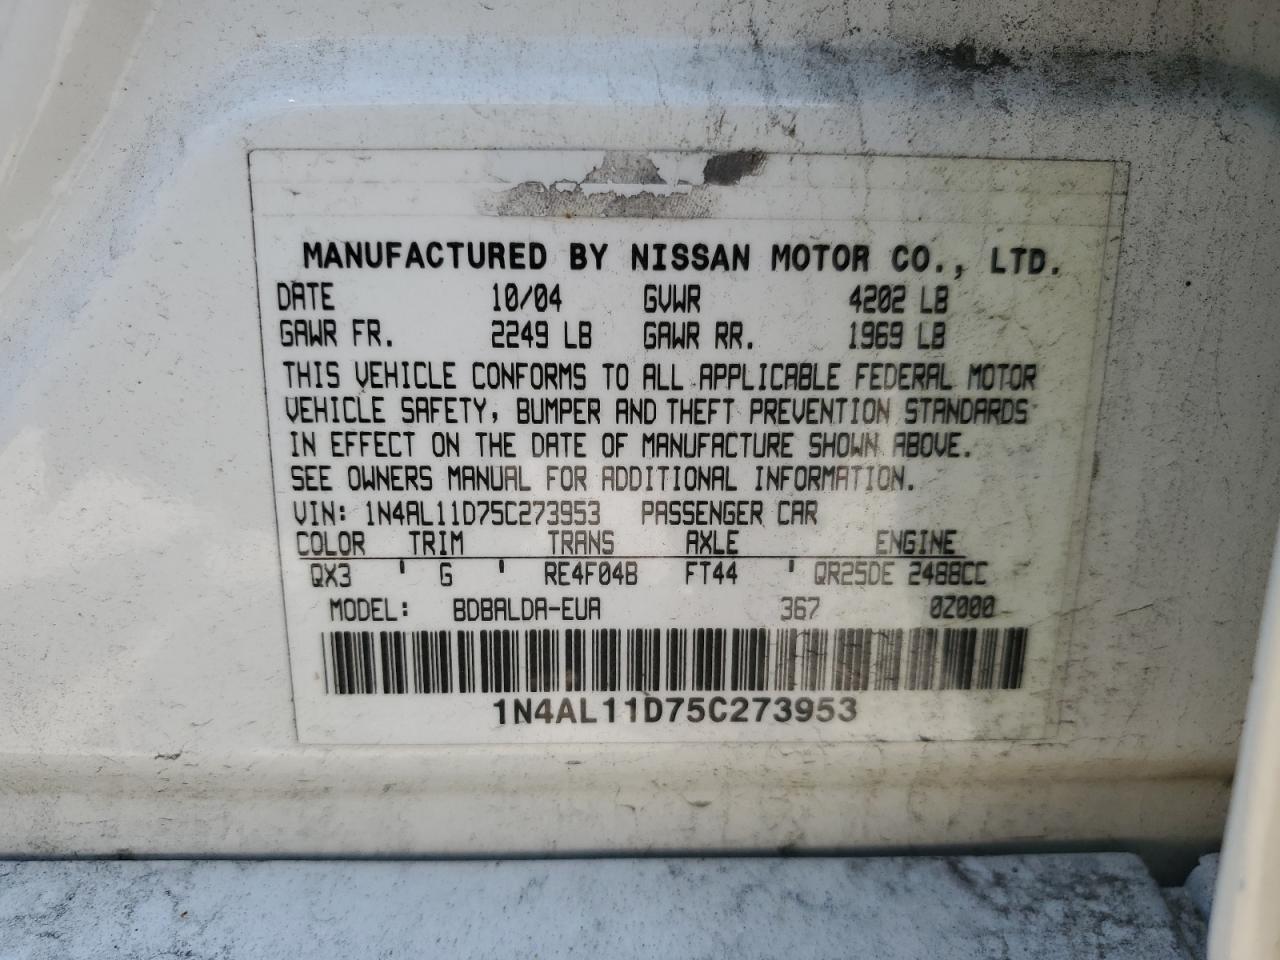 MANUFACTURED BY NISSAN MOTOR CO., LTD.
DATE 10/04 GVWR 4202 LB
GAWR FR. 2249 LB GAWR RR. 1969 LB
THIS VEHICLE CONFORMS TO ALL APPLICABLE FEDERAL MOTOR
VEHICLE SAFETY, BUMPER AND THEFT PREVENTION STANDARDS
IN EFFECT ON THE DATE OF MANUFACTURE SHOWN ABOVE.
SEE OWNERS MANUAL FOR ADDITIONAL INFORMATION.
VIN: 1N4AL11D75C273953 PASSENGER CAR
COLOR TRIM TRANS AXLE ENGINE
QX3 ' G ' RE4F04B FT44 ' QR25DE 2488CC
MODEL: BDBALDA-EUA 367 0Z000
1N4AL11D75C273953